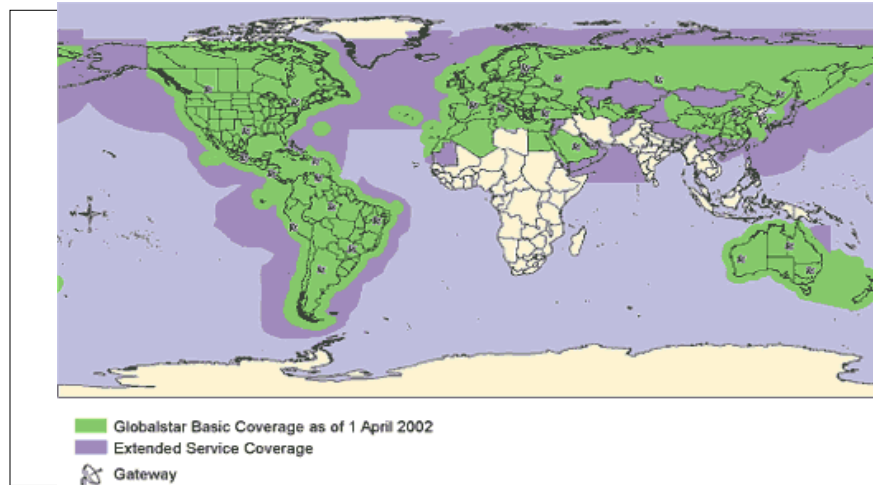 Globalstar Basic Coverage as of 1 April 2002
Extended Service Coverage
Gateway